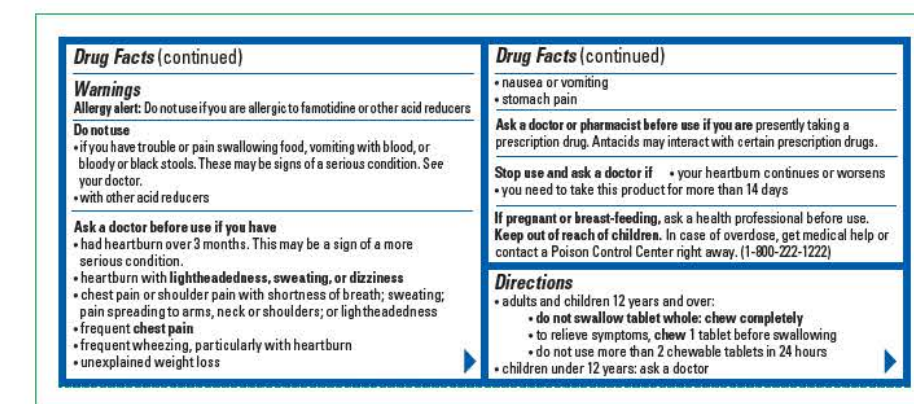 Drug Facts (continued)
Warnings
Allergy alert: Do not use if you are allergic to famotidine or other acid reducers
Do not use
• if you have trouble or pain swallowing food, vomiting with blood, or
bloody or black stools. These may be signs of a serious condition. See
your doctor.
• with other acid reducers
Ask a doctor before use if you have
• had heartburn over 3 months. This may be a sign of a more
serious condition.
• heartburn with lightheadedness, sweating, or dizziness
• chest pain or shoulder pain with shortness of breath; sweating;
pain spreading to arms, neck or shoulders; or lightheadedness
• frequent chest pain
• frequent wheezing, particularly with heartburn
• unexplained weight loss
Drug Facts (continued)
• nausea or vomiting
• stomach pain
Ask a doctor or pharmacist before use if you are presently taking a
prescription drug. Antacids may interact with certain prescription drugs.
Stop use and ask a doctor if • your heartburn continues or worsens
• you need to take this product for more than 14 days
If pregnant or breast-feeding, ask a health professional before use.
Keep out of reach of children. In case of overdose, get medical help or
contact a Poison Control Center right away. (1-800-222-1222)
Directions
• adults and children 12 years and over:
• do not swallow tablet whole: chew completely
• to relieve symptoms, chew 1 tablet before swallowing
• do not use more than 2 chewable tablets in 24 hours
• children under 12 years: ask a doctor